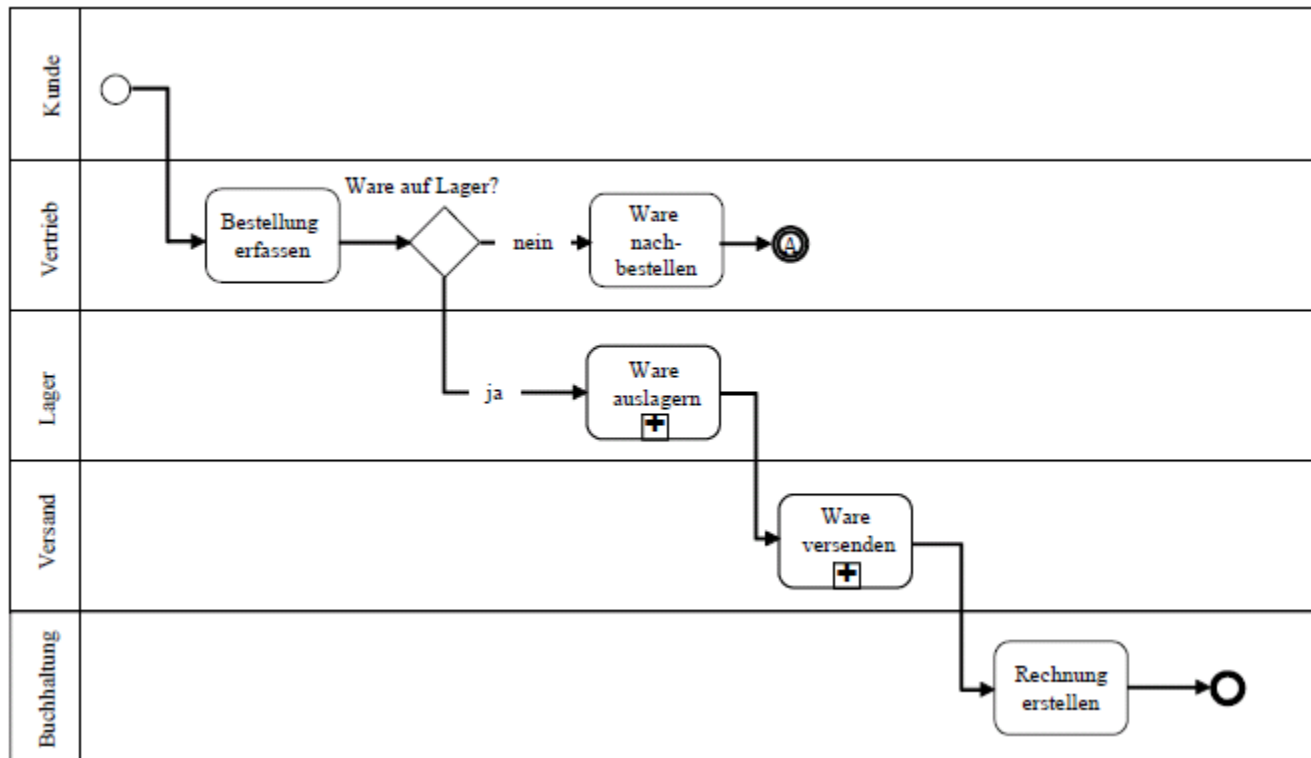 Kunde
Vertrieb
Ware auf Lager?
Bestellung
erfassen
nein
Ware
nach-
bestellen
A
Lager
ja
Ware
auslagern
Versand
Ware
versenden
Buchhaltung
Rechnung
erstellen